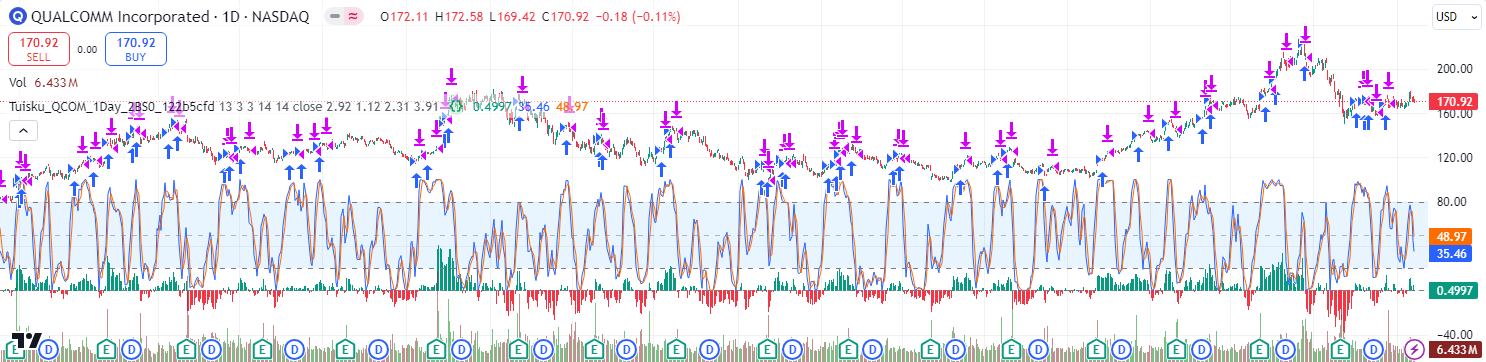 QUALCOMM Incorporated · 1D · NASDAQ O172.11 H172.58 L169.42 C170.92 −0.18 (−0.11%)
USD
170.92 SELL 0.00 170.92 BUY
Vol 6.433 M
200.00
Tuisku_QCOM_1Day_2BS0_122b5cfd 13 3 3 14 14 close 2.92 1.12 2.31 3.91 0.4997 35.46 48.97
170.92
160.00
120.00
80.00
48.97
35.46
0.4997
−40.00
E D E D E D E D E D E D E D E D E D E D E D E D E D E D E D E D E D
6.433 M